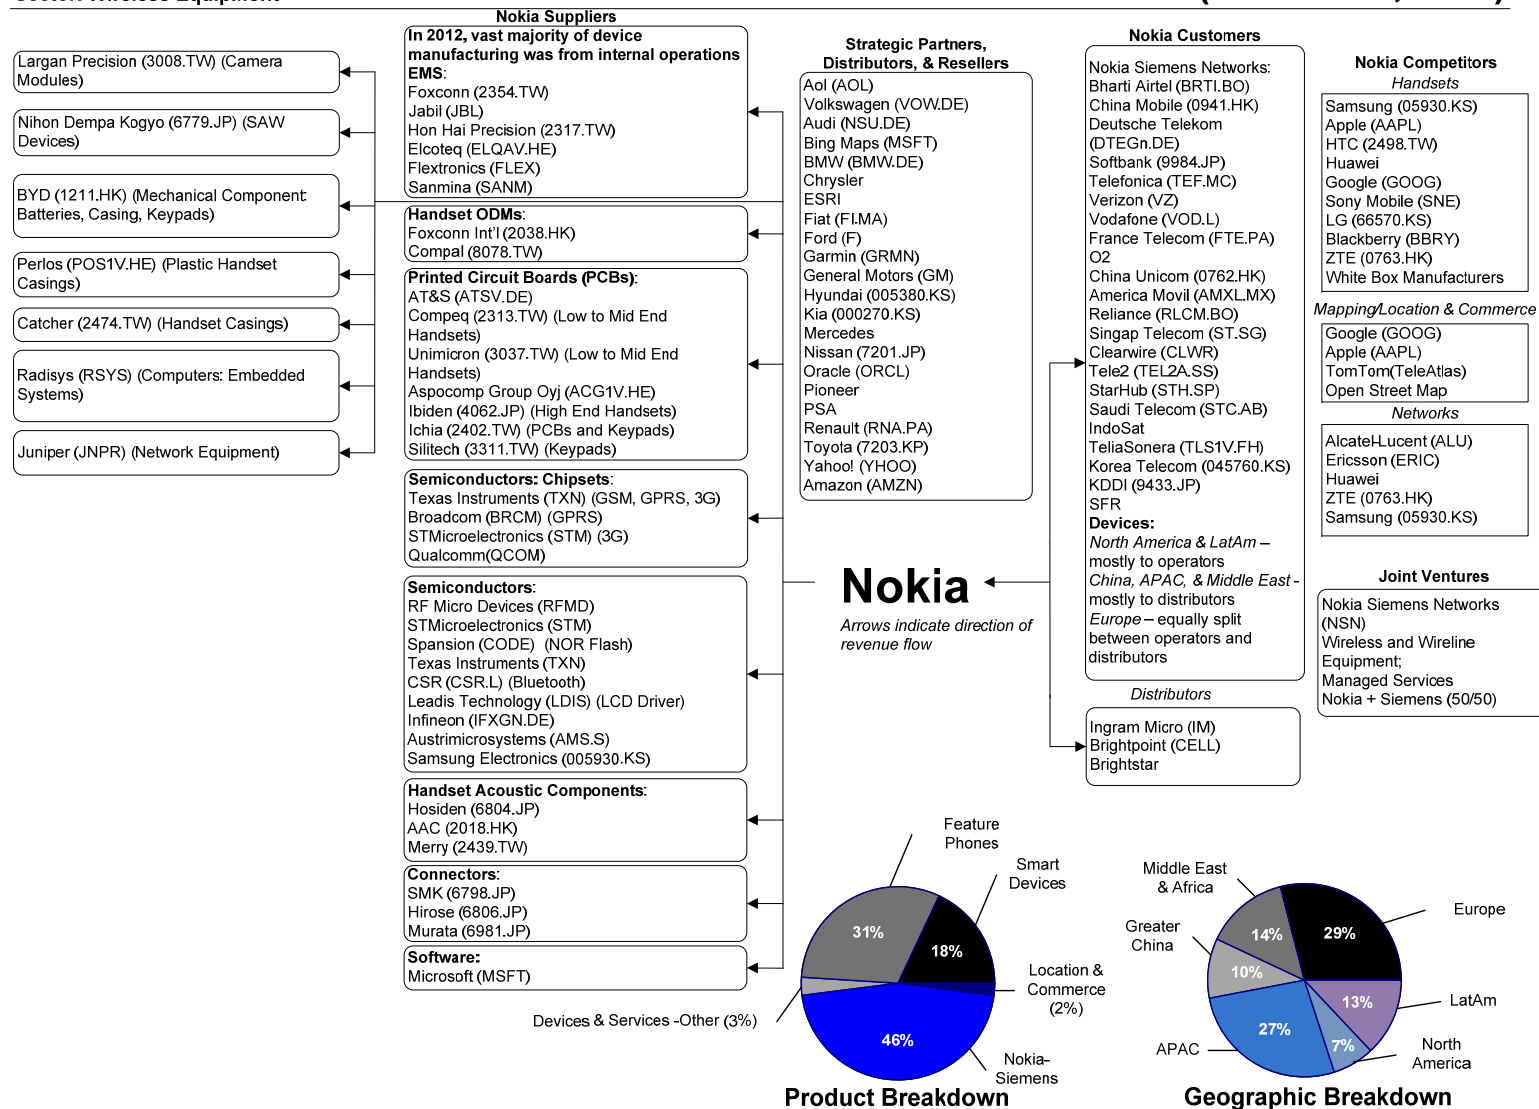 Nokia Suppliers
Largan Precision (3008.TW) (Camera
Modules)
Nihon Dempa Kogyo (6779.JP) (SAW
Devices)
BYD (1211.HK) (Mechanical Component:
Batteries, Casing, Keypads)
Perlos (POS1V.HE) (Plastic Handset
Casings)
Catcher (2474.TW) (Handset Casings)
Radisys (RSYS) (Computers: Embedded
Systems)
Juniper (JNPR) (Network Equipment)
In 2012, vast majority of device
manufacturing was from internal operations
EMS:
Foxconn (2354.TW)
Jabil (JBL)
Hon Hai Precision (2317.TW)
Elcoteq (ELQAV.HE)
Flextronics (FLEX)
Sanmina (SANM)
Handset ODMs:
Foxconn Int'l (2038.HK)
Compal (8078.TW)
Printed Circuit Boards (PCBs):
AT&S (ATSV.DE)
Compeq (2313.TW) (Low to Mid End
Handsets)
Unimicron (3037.TW) (Low to Mid End
Handsets)
Aspocomp Group Oyj (ACG1V.HE)
Ibiden (4062.JP) (High End Handsets)
Ichia (2402.TW) (PCBs and Keypads)
Silitech (3311.TW) (Keypads)
Semiconductors: Chipsets:
Texas Instruments (TXN) (GSM, GPRS, 3G)
Broadcom (BRCM) (GPRS)
STMicroelectronics (STM) (3G)
Qualcomm(QCOM)
Semiconductors:
RF Micro Devices (RFMD)
STMicroelectronics (STM)
Spansion (CODE) (NOR Flash)
Texas Instruments (TXN)
CSR (CSR.L) (Bluetooth)
Leadis Technology (LDIS) (LCD Driver)
Infineon (IFXGN.DE)
Austrimicrosystems (AMS.S)
Samsung Electronics (005930.KS)
Handset Acoustic Components:
Hosiden (6804.JP)
AAC (2018.HK)
Merry (2439.TW)
Connectors:
SMK (6798.JP)
Hirose (6806.JP)
Murata (6981.JP)
Software:
Microsoft (MSFT)
Strategic Partners,
Distributors, & Resellers
Aol (AOL)
Volkswagen (VOW.DE)
Audi (NSU.DE)
Bing Maps (MSFT)
BMW (BMW.DE)
Chrysler
ESRI
Fiat (FI.MA)
Ford (F)
Garmin (GRMN)
General Motors (GM)
Hyundai (005380.KS)
Kia (000270.KS)
Mercedes
Nissan (7201.JP)
Oracle (ORCL)
Pioneer
PSA
Renault (RNA.PA)
Toyota (7203.KP)
Yahoo! (YHOO)
Amazon (AMZN)
Nokia
Arrows indicate direction of
revenue flow
Nokia Customers
Nokia Siemens Networks:
Bharti Airtel (BRTI.BO)
China Mobile (0941.HK)
Deutsche Telekom
(DTEGn.DE)
Softbank (9984.JP)
Telefonica (TEF.MC)
Verizon (VZ)
Vodafone (VOD.L)
France Telecom (FTE.PA)
O2
China Unicom (0762.HK)
America Movil (AMXL.MX)
Reliance (RLCM.BO)
Singap Telecom (ST.SG)
Clearwire (CLWR)
Tele2 (TEL2A.SS)
StarHub (STH.SP)
Saudi Telecom (STC.AB)
IndoSat
TeliaSonera (TLS1V.FH)
Korea Telecom (045760.KS)
KDDI (9433.JP)
SFR
Devices:
North America & LatAm –
mostly to operators
China, APAC, & Middle East -
mostly to distributors
Europe – equally split
between operators and
distributors
Distributors
Ingram Micro (IM)
Brightpoint (CELL)
Brightstar
Nokia Competitors
Handsets
Samsung (05930.KS)
Apple (AAPL)
HTC (2498.TW)
Huawei
Google (GOOG)
Sony Mobile (SNE)
LG (66570.KS)
Blackberry (BBRY)
ZTE (0763.HK)
White Box Manufacturers
Mapping/Location & Commerce
Google (GOOG)
Apple (AAPL)
TomTom(TeleAtlas)
Open Street Map
Networks
Alcatel-Lucent (ALU)
Ericsson (ERIC)
Huawei
ZTE (0763.HK)
Samsung (05930.KS)
Joint Ventures
Nokia Siemens Networks
(NSN)
Wireless and Wireline
Equipment;
Managed Services
Nokia + Siemens (50/50)
Feature
Phones
Smart
Devices
31%
18%
Location &
Commerce
(2%)
Devices & Services -Other (3%)
46%
Nokia–
Siemens
Product Breakdown
Middle East
& Africa
Europe
Greater
China
14%
29%
10%
13%
LatAm
27%
7%
APAC
North
America
Geographic Breakdown